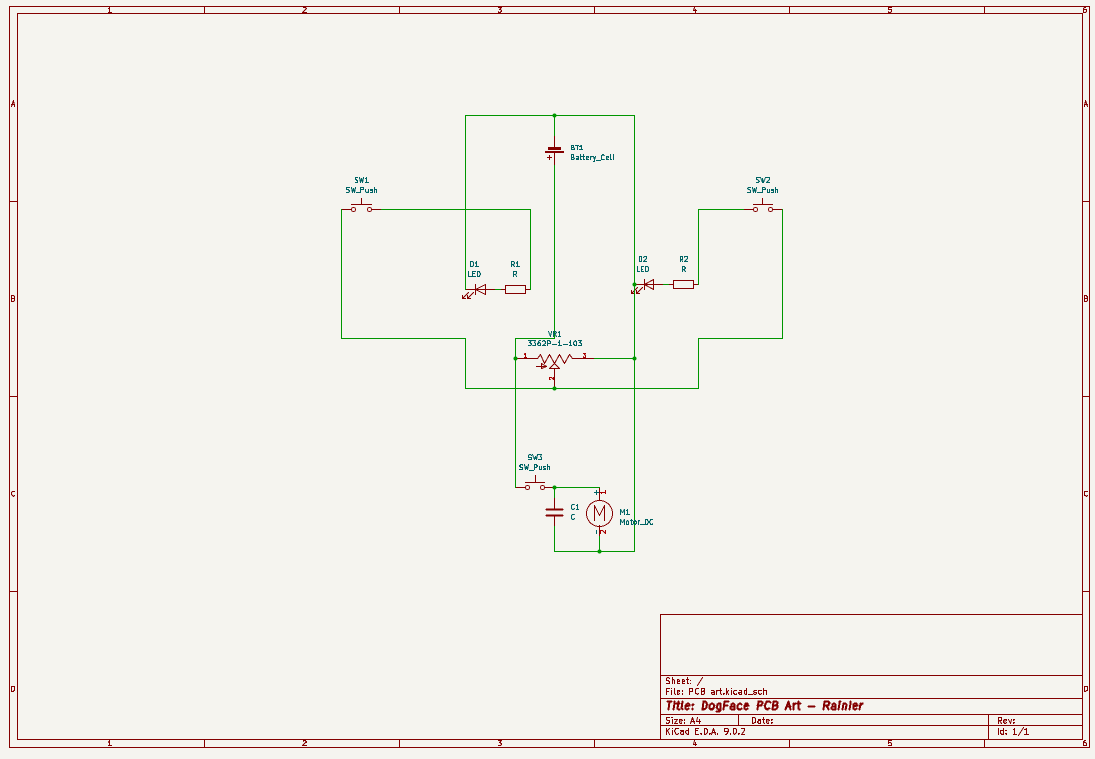 1 2 3 4 5 6
A A
BT1
Battery_Cell
+
SW1
SW_Push
SW2
SW_Push
D1
LED
R1
R
D2
LED
R2
R
B B
VR1
3362P-1-103
1 3
2
SW3
SW_Push
C C
+ 1
C1
C
M
M1
Motor_DC
- 2
Sheet: /
File: PCB art.kicad_sch
D D
Title: DogFace PCB Art - Rainier
Size: A4 Date: Rev:
KiCad E.D.A. 9.0.2 Id: 1/1
1 2 3 4 5 6